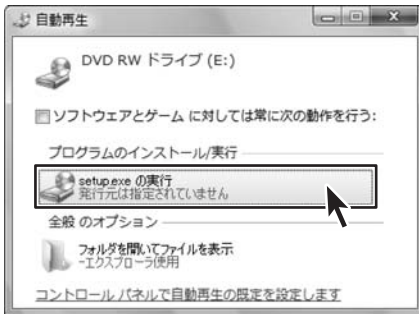 自動再生
DVD RW ドライブ (E:)
ソフトウェアとゲーム に対しては常に次の動作を行う:
プログラムのインストール/実行
setup.exe の実行
発行元は指定されていません
全般 のオプション
フォルダを開いてファイルを表示
-エクスプローラ使用
コントロール パネルで自動再生の既定を設定します